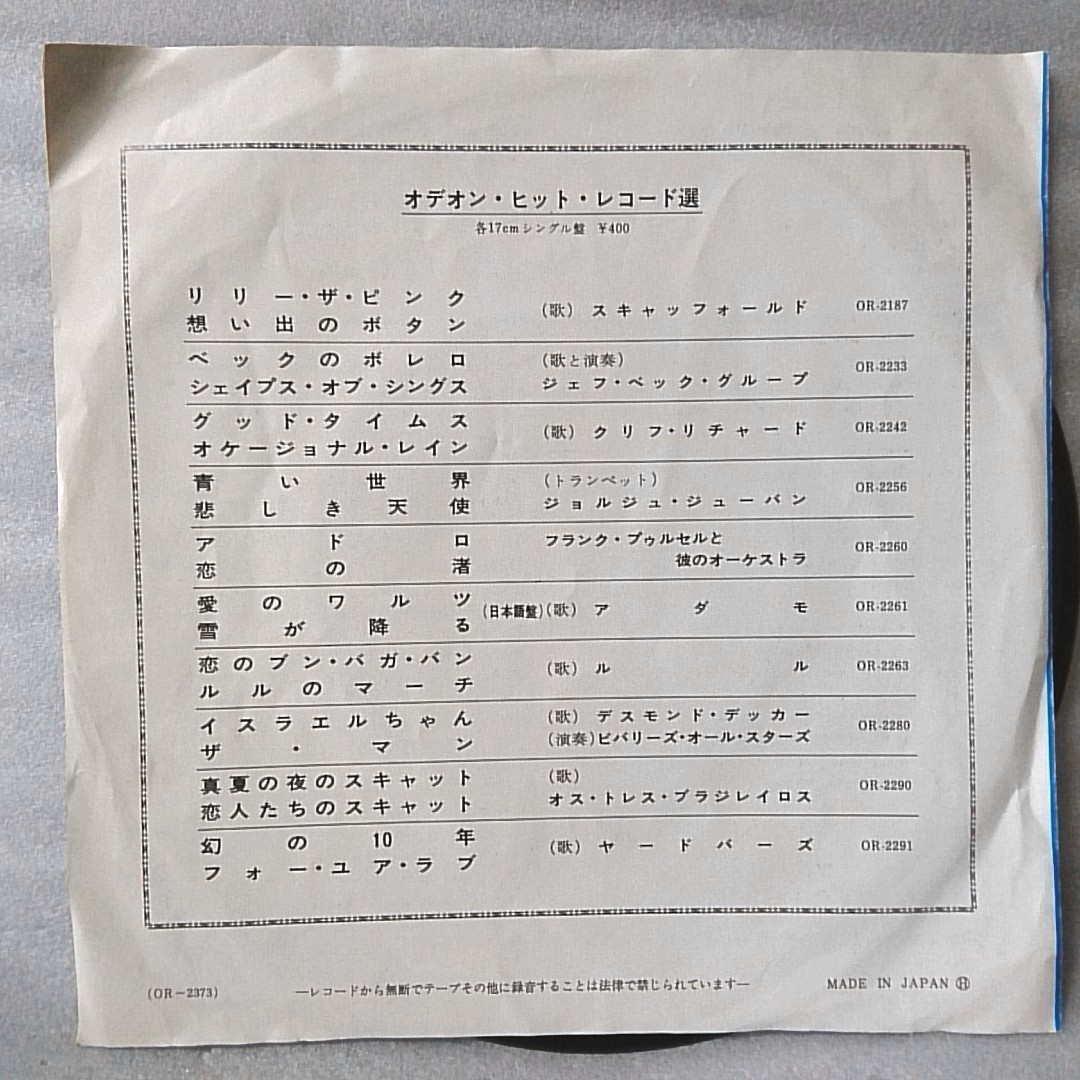 オデオン・ヒット・レコード選
各17cmシングル盤 ¥400
リリー・ザ・ピンク
想い出のボタン
(歌) スキャッフォールド OR-2187
ベックのボレロ
シェイプス・オブ・シングス
(歌と演奏)
ジェフ・ベック・グループ
OR-2233
グッド・タイムス
オケージョナル・レイン
(歌) クリフ・リチャード OR-2242
青い世界
悲しき天使
(トランペット)
ジョルジュ・ジューバン
OR-2256
アドロ
恋の渚
フランク・プゥルセルと
彼のオーケストラ
OR-2260
愛のワルツ
雪が降る
(日本語盤)(歌) アダモ OR-2261
恋のブン・バガ・バン
ルルのマーチ
(歌) ルル OR-2263
イスラエルちゃん
ザ・マン
(歌) デスモンド・デッカー
(演奏)ビバリーズ・オール・スターズ
OR-2280
真夏の夜のスキャット
恋人たちのスキャット
(歌)
オス・トレス・ブラジレイロス
OR-2290
幻の10年
フォー・ユア・ラブ
(歌) ヤードバーズ OR-2291
(OR-2373) —レコードから無断でテープその他に録音することは法律で禁じられています— MADE IN JAPAN Ⓗ